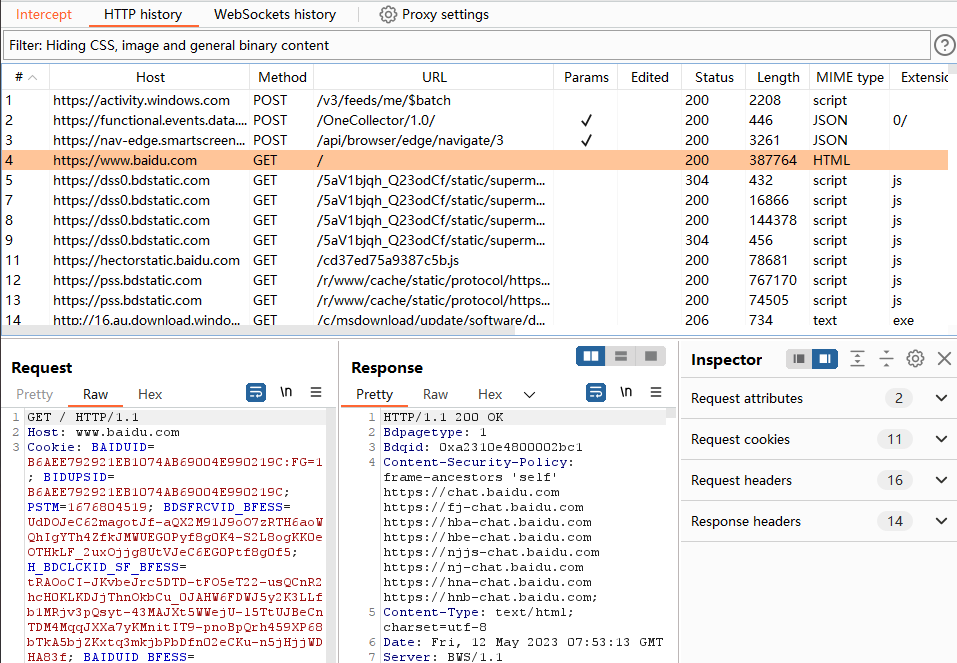 Intercept HTTP history WebSockets history Proxy settings
Filter: Hiding CSS, image and general binary content
# Host Method URL Params Edited Status Length MIME type Extensio
1 https://activity.windows.com POST /v3/feeds/me/$batch 200 2208 script
2 https://functional.events.data.... POST /OneCollector/1.0/ ✓ 200 446 JSON 0/
3 https://nav-edge.smartscreen... POST /api/browser/edge/navigate/3 ✓ 200 3261 JSON
4 https://www.baidu.com GET / 200 387764 HTML
5 https://dss0.bdstatic.com GET /5aV1bjqh_Q23odCf/static/superm... 304 432 script js
7 https://dss0.bdstatic.com GET /5aV1bjqh_Q23odCf/static/superm... 200 16866 script js
8 https://dss0.bdstatic.com GET /5aV1bjqh_Q23odCf/static/superm... 200 144378 script js
9 https://dss0.bdstatic.com GET /5aV1bjqh_Q23odCf/static/superm... 304 456 script js
11 https://hectorstatic.baidu.com GET /cd37ed75a9387c5b.js 200 78681 script js
12 https://pss.bdstatic.com GET /r/www/cache/static/protocol/https... 200 767170 script js
13 https://pss.bdstatic.com GET /r/www/cache/static/protocol/https... 200 74505 script js
14 http://16.au.download.windo... GET /c/msdownload/update/software/d... 206 734 text exe
Request
Pretty Raw Hex \n
1 GET / HTTP/1.1
2 Host: www.baidu.com
3 Cookie: BAIDUID=
B6AEE792921EB1074AB69004E990219C:FG=1
; BIDUPSID=
B6AEE792921EB1074AB69004E990219C;
PSTM=1676804519; BDSFRCVID_BFESS=
UdDOJeC62magotJf-aQX2M91J9oO7zRTH6aoW
QhIgYTh4ZfkJMWUEGOPyf8g0K4-S2L8ogKK0e
OTHkLF_2uxOjjg8UtVJeC6EG0Ptf8g0f5;
H_BDCLCKID_SF_BFESS=
tRAOoCI-JKvbeJrc5DTD-tFO5eT22-usQCnR2
hcHOKLKDJjThnOkbCu_0JAHW6FDWJ5y2K3LLf
b1MRjv3pQsyt-43MAJXt5WWejU-15TtUJBeCn
TDM4MqqJXXa7yKMnitIT9-pnoBpQrh459XP68
bTkA5bjZKxtq3mkjbPbDfn02eCKu-n5jHjjWD
HA83f; BAIDUID_BFESS=
Response
Pretty Raw Hex \n
1 HTTP/1.1 200 OK
2 Bdpagetype: 1
3 Bdqid: 0xa2310e4800002bc1
4 Content-Security-Policy:
frame-ancestors 'self'
https://chat.baidu.com
https://fj-chat.baidu.com
https://hba-chat.baidu.com
https://hbe-chat.baidu.com
https://njjs-chat.baidu.com
https://nj-chat.baidu.com
https://hna-chat.baidu.com
https://hnb-chat.baidu.com;
5 Content-Type: text/html;
charset=utf-8
6 Date: Fri, 12 May 2023 07:53:13 GMT
7 Server: BWS/1.1
Inspector
Request attributes 2
Request cookies 11
Request headers 16
Response headers 14